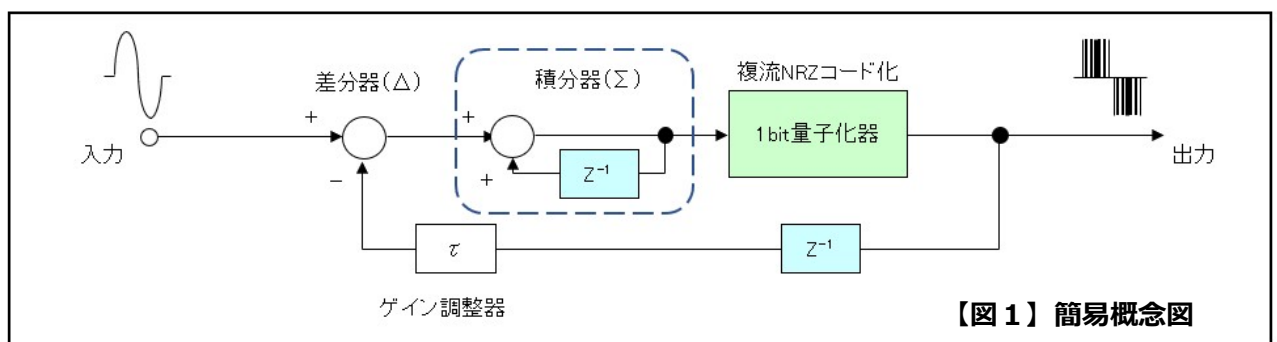 複流NRZコード化
差分器(△)
積分器(Σ)
+
+
1bit量子化器
入力
出力
−
+
Z⁻¹
τ
Z⁻¹
ゲイン調整器
【図1】簡易概念図